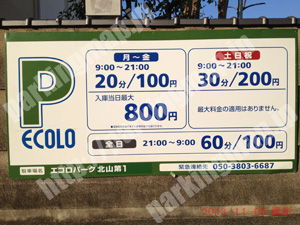 P
ECOLO
月～金
9:00～21:00
20分/100円
入庫当日最大
800円
土日祝
9:00～21:00
30分/200円
最大料金の適用はありません。
全日
21:00～9:00
60分/100円
駐車場名
エコロパーク 北山第1
緊急連絡先
050-3803-6687